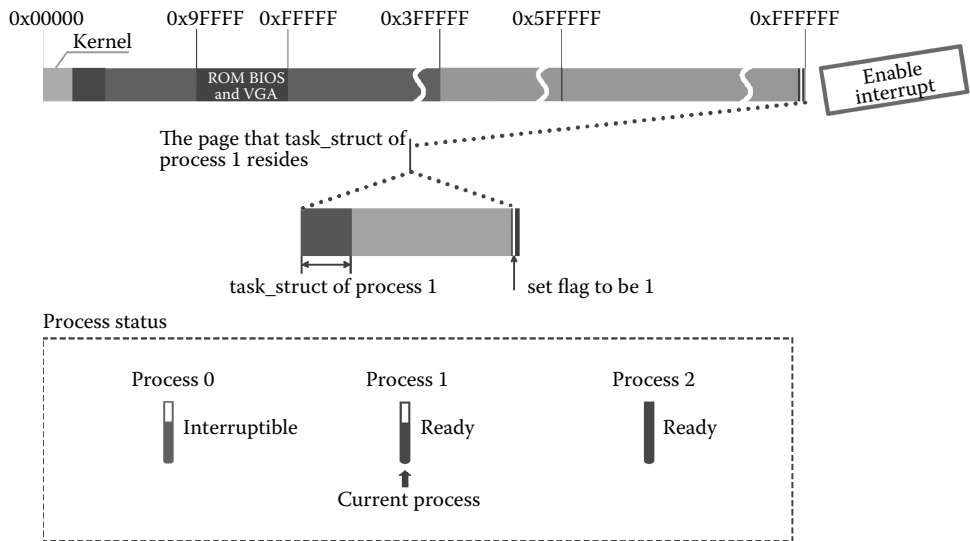 0x00000
0x9FFFF
0xFFFFF
0x3FFFFF
0x5FFFFF
0xFFFFFF
Kernel
ROM BIOS
and VGA
Enable
interrupt
The page that task_struct of
process 1 resides
task_struct of process 1
set flag to be 1
Process status
Process 0
Process 1
Process 2
Interruptible
Ready
Ready
Current process